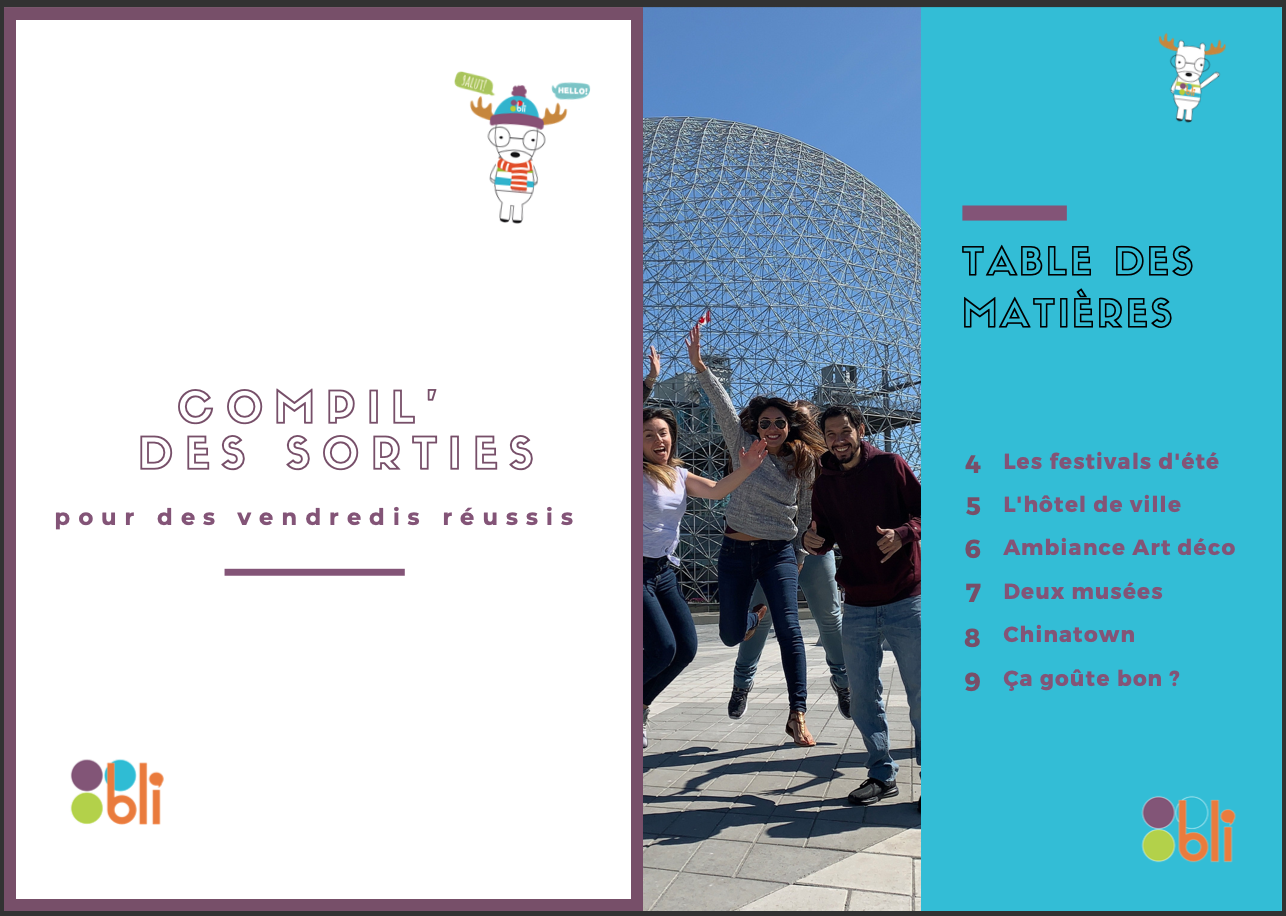 SALUT!
HELLO!
bli
COMPIL'
DES SORTIES
pour des vendredis réussis
bli
TABLE DES
MATIÈRES
4 Les festivals d'été
5 L'hôtel de ville
6 Ambiance Art déco
7 Deux musées
8 Chinatown
9 Ça goûte bon ?
bli